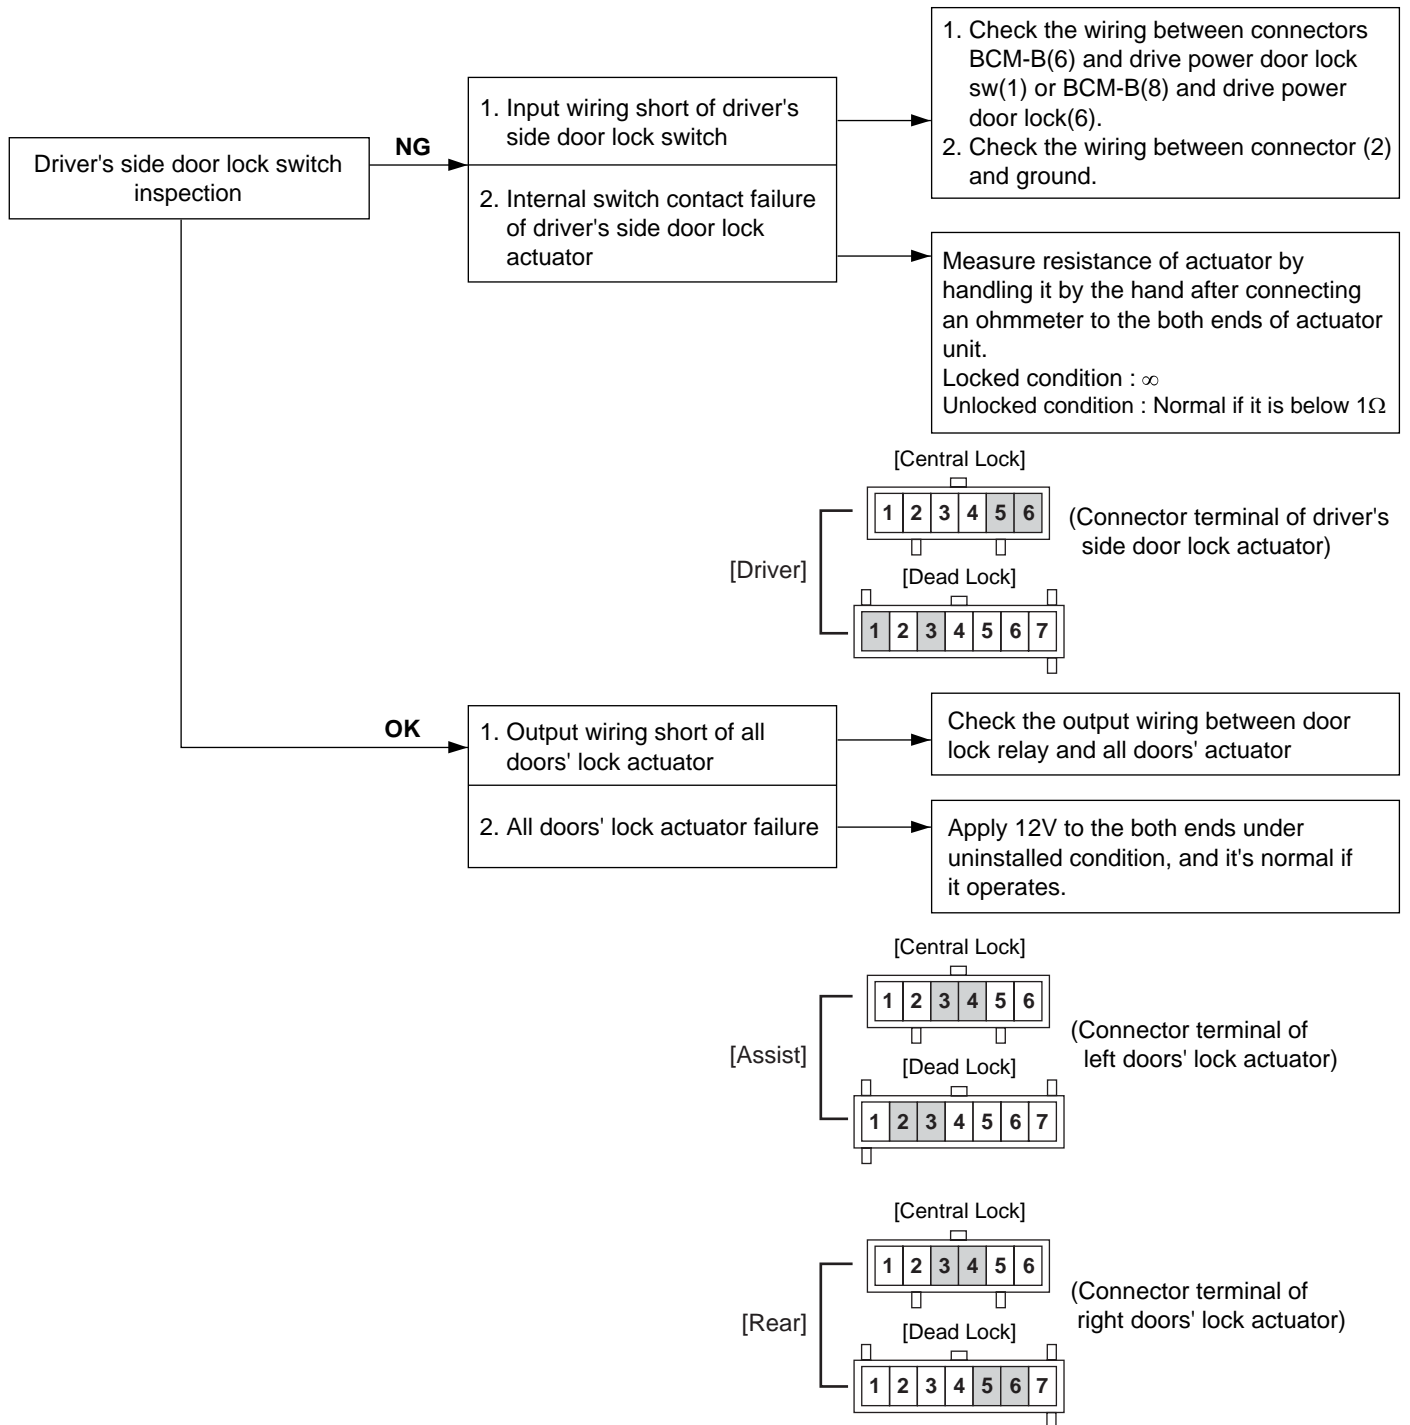 Driver's side door lock switch
inspection
NG
1. Input wiring short of driver's
side door lock switch
2. Internal switch contact failure
of driver's side door lock
actuator
1. Check the wiring between connectors
BCM-B(6) and drive power door lock
sw(1) or BCM-B(8) and drive power
door lock(6).
2. Check the wiring between connector (2)
and ground.
Measure resistance of actuator by
handling it by the hand after connecting
an ohmmeter to the both ends of actuator
unit.
Locked condition : ∞
Unlocked condition : Normal if it is below 1Ω
[Central Lock]
1 2 3 4 5 6
(Connector terminal of driver's
side door lock actuator)
[Driver]
[Dead Lock]
1 2 3 4 5 6 7
OK
1. Output wiring short of all
doors' lock actuator
2. All doors' lock actuator failure
Check the output wiring between door
lock relay and all doors' actuator
Apply 12V to the both ends under
uninstalled condition, and it's normal if
it operates.
[Central Lock]
1 2 3 4 5 6
(Connector terminal of
left doors' lock actuator)
[Assist]
[Dead Lock]
1 2 3 4 5 6 7
[Central Lock]
1 2 3 4 5 6
(Connector terminal of
right doors' lock actuator)
[Rear]
[Dead Lock]
1 2 3 4 5 6 7